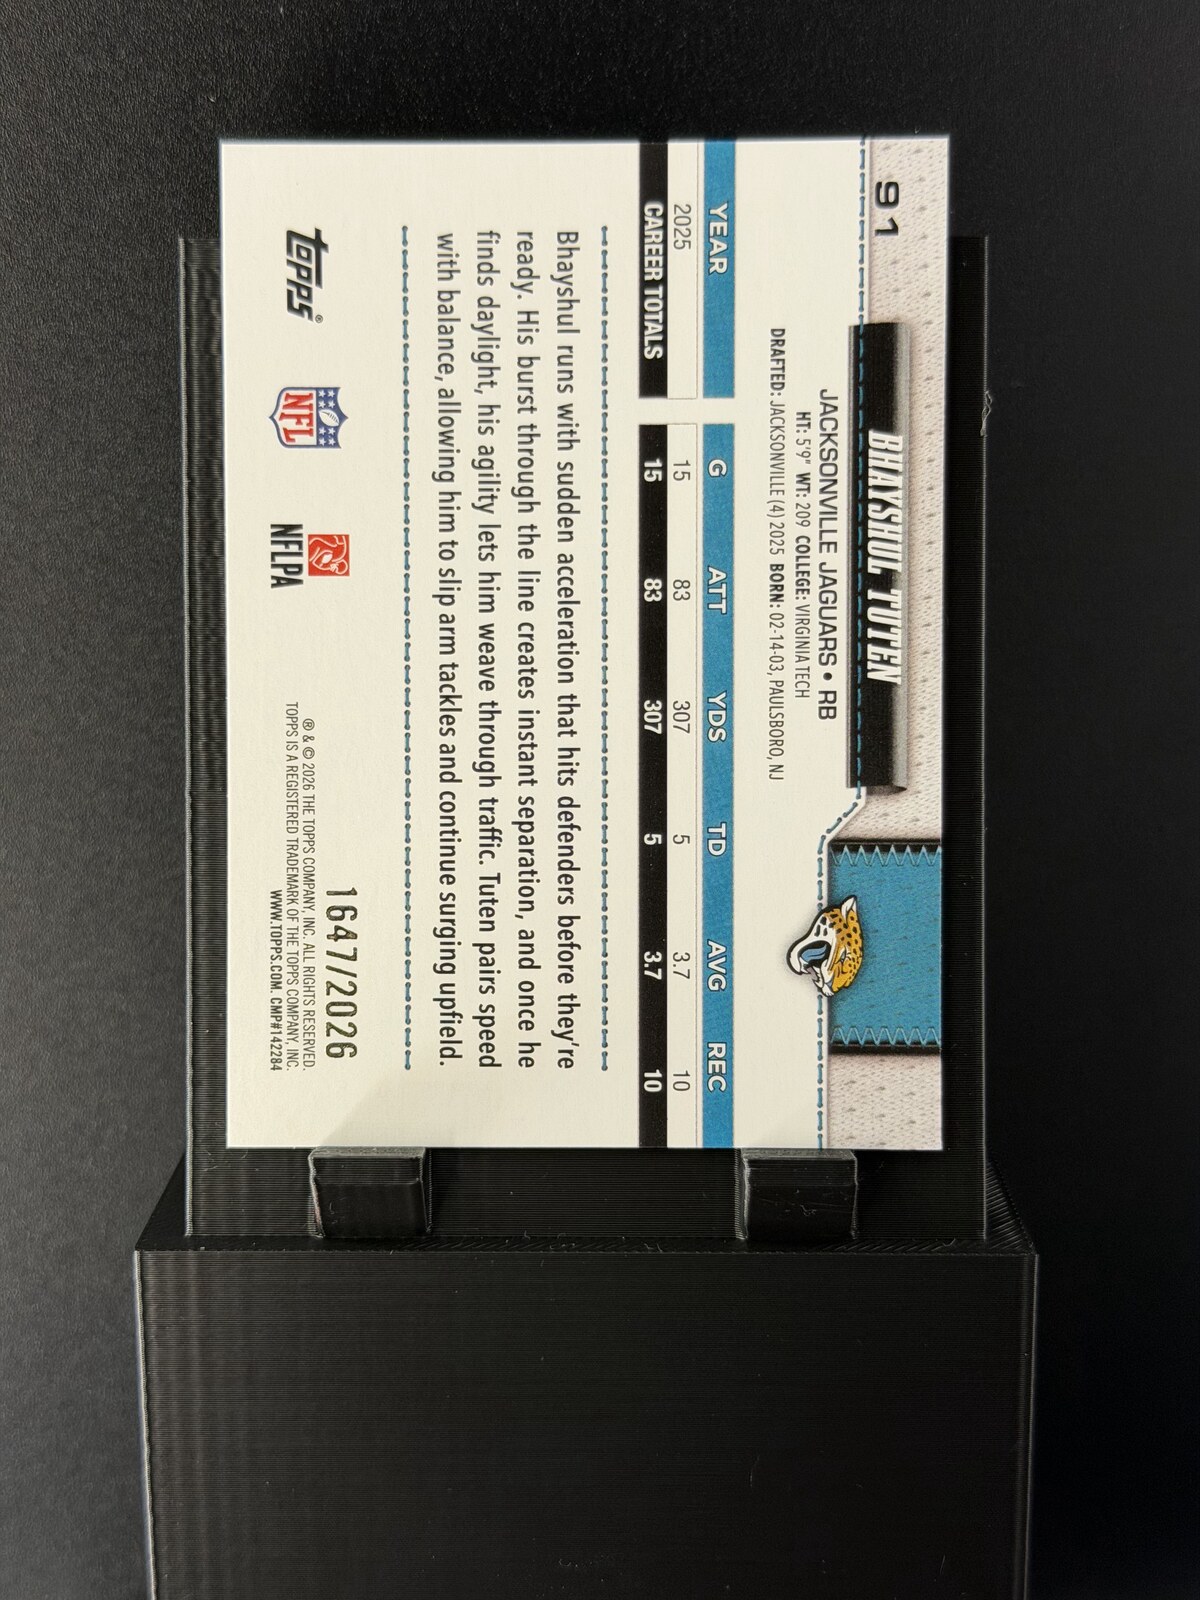 91
BHAYSHUL TUTEN
JACKSONVILLE JAGUARS • RB
HT: 5'9" WT: 209 COLLEGE: VIRGINIA TECH
DRAFTED: JACKSONVILLE (4) 2025 BORN: 02-14-03, PAULSBORO, NJ
YEAR G ATT YDS TD AVG REC
2025 15 83 307 5 3.7 10
CAREER TOTALS 15 83 307 5 3.7 10
Bhayshul runs with sudden acceleration that hits defenders before they're
ready. His burst through the line creates instant separation, and once he
finds daylight, his agility lets him weave through traffic. Tuten pairs speed
with balance, allowing him to slip arm tackles and continue surging upfield.
1647/2026
topps®
NFL
NFLPA
® & © 2026 THE TOPPS COMPANY, INC. ALL RIGHTS RESERVED.
TOPPS IS A REGISTERED TRADEMARK OF THE TOPPS COMPANY, INC.
WWW.TOPPS.COM. CMP#142284